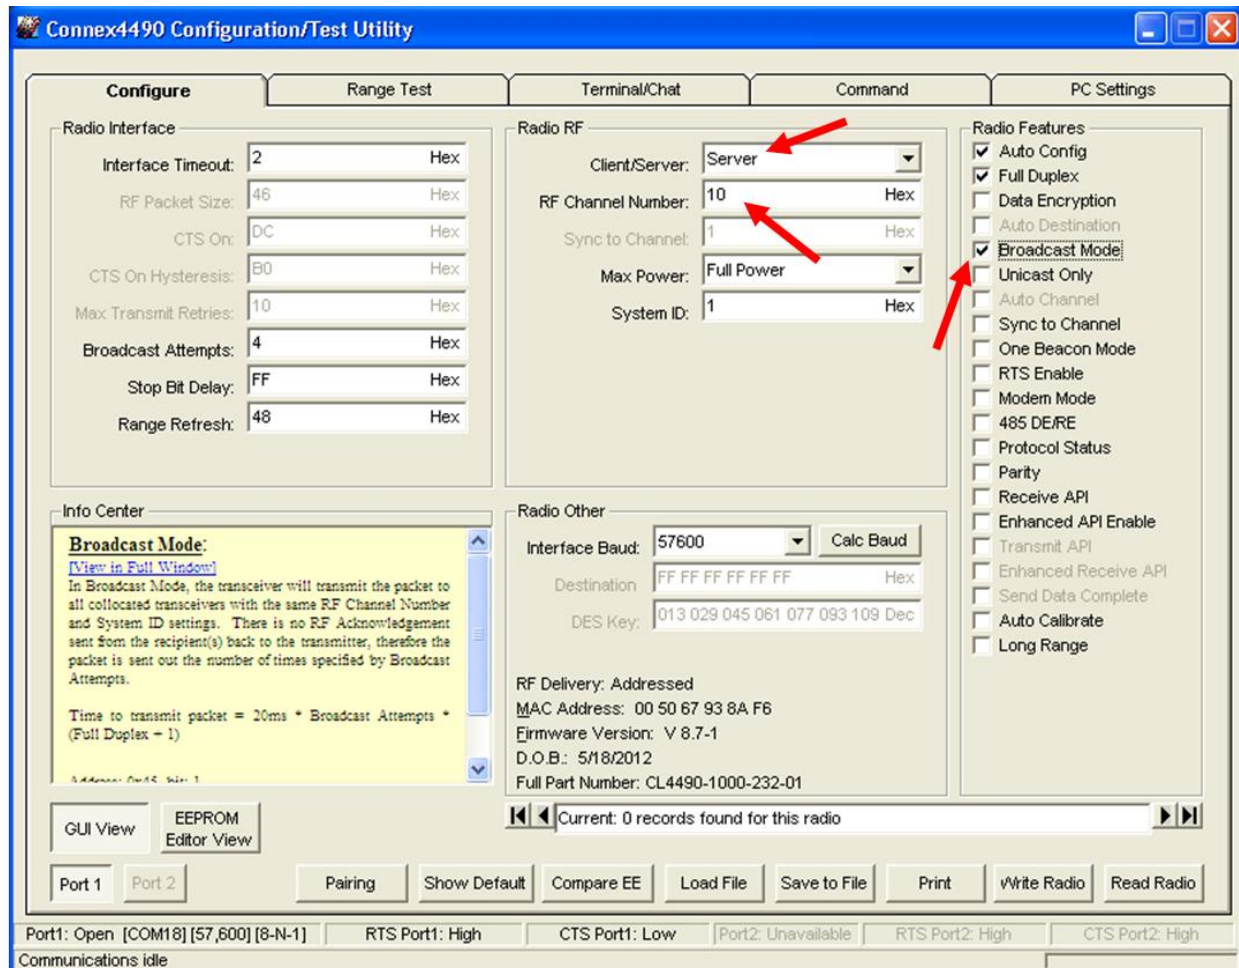 Connex4490 Configuration/Test Utility
Configure
Range Test
Terminal/Chat
Command
PC Settings
Radio Interface
Interface Timeout: 2 Hex
RF Packet Size: 46 Hex
CTS On: DC Hex
CTS On Hysteresis: B0 Hex
Max Transmit Retries: 10 Hex
Broadcast Attempts: 4 Hex
Stop Bit Delay: FF Hex
Range Refresh: 48 Hex
Radio RF
Client/Server: Server
RF Channel Number: 10 Hex
Sync to Channel: 1 Hex
Max Power: Full Power
System ID: 1 Hex
Radio Features
Auto Config
Full Duplex
Data Encryption
Auto Destination
Broadcast Mode
Unicast Only
Auto Channel
Sync to Channel
One Beacon Mode
RTS Enable
Modem Mode
485 DE/RE
Protocol Status
Parity
Receive API
Enhanced API Enable
Transmit API
Enhanced Receive API
Send Data Complete
Auto Calibrate
Long Range
Info Center
Broadcast Mode:
[View in Full Window]
In Broadcast Mode, the transceiver will transmit the packet to
all collocated transceivers with the same RF Channel Number
and System ID settings. There is no RF Acknowledgement
sent from the recipient(s) back to the transmitter, therefore the
packet is sent out the number of times specified by Broadcast
Attempts.
Time to transmit packet = 20ms * Broadcast Attempts *
(Full Duplex + 1)
Address: 0x45, bit: 1
Radio Other
Interface Baud: 57600 Calc Baud
Destination FF FF FF FF FF FF Hex
DES Key: 013 029 045 061 077 093 109 Dec
RF Delivery: Addressed
MAC Address: 00 50 67 93 8A F6
Firmware Version: V 8.7-1
D.O.B.: 5/18/2012
Full Part Number: CL4490-1000-232-01
GUI View
EEPROM
Editor View
Current: 0 records found for this radio
Port 1
Port 2
Pairing
Show Default
Compare EE
Load File
Save to File
Print
Write Radio
Read Radio
Port1: Open [COM18] [57,600] [8-N-1]
RTS Port1: High
CTS Port1: Low
Port2: Unavailable
RTS Port2: High
CTS Port2: High
Communications idle